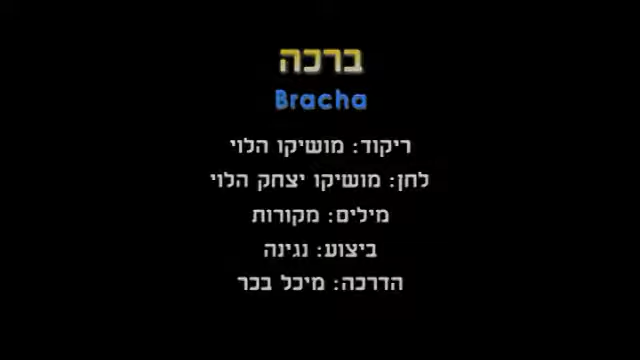 ברכה
Bracha
ריקוד: מושיקו הלוי
לחן: מושיקו יצחק הלוי
מילים: מקורות
ביצוע: נגינה
הדרכה: מיכל בכר